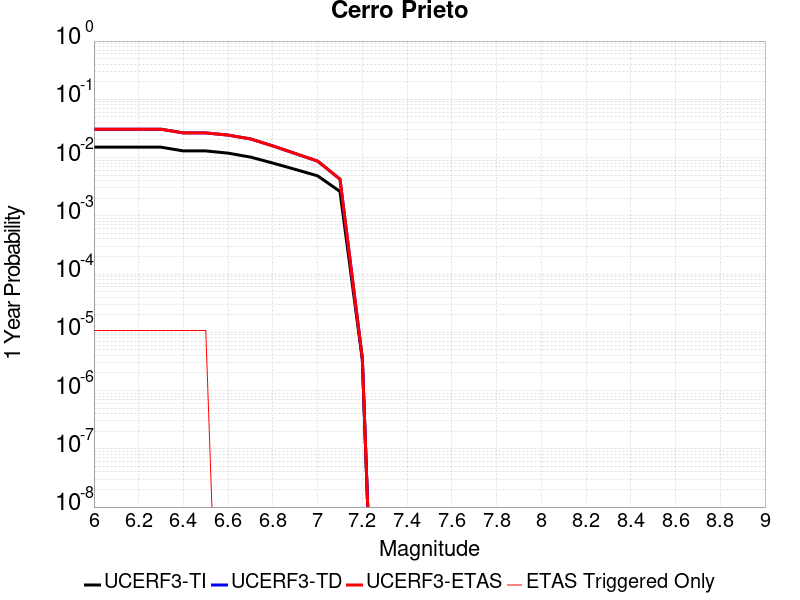 Cerro Prieto
10^0
10^-1
10^-2
10^-3
10^-4
10^-5
10^-6
10^-7
10^-8
1 Year Probability
6 6.2 6.4 6.6 6.8 7 7.2 7.4 7.6 7.8 8 8.2 8.4 8.6 8.8 9
Magnitude
UCERF3-TI UCERF3-TD UCERF3-ETAS ETAS Triggered Only